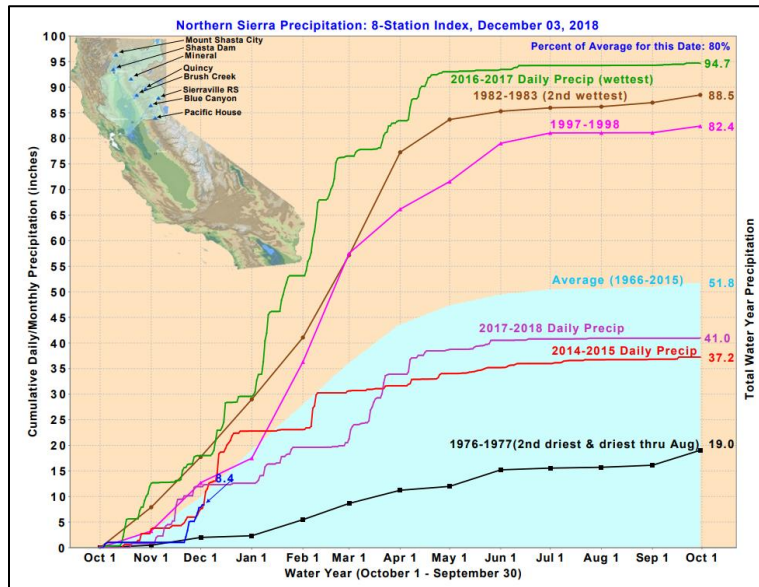 Northern Sierra Precipitation: 8-Station Index, December 03, 2018
Percent of Average for this Date: 80%
Mount Shasta City
Shasta Dam
Mineral
Quincy
Brush Creek
Sierraville RS
Blue Canyon
Pacific House
Cumulative Daily/Monthly Precipitation (inches)
100
95
90
85
80
75
70
65
60
55
50
45
40
35
30
25
20
15
10
5
0
2016-2017 Daily Precip (wettest)
94.7
1982-1983 (2nd wettest)
88.5
1997-1998
82.4
Average (1966-2015)
51.8
2017-2018 Daily Precip
41.0
2014-2015 Daily Precip
37.2
1976-1977(2nd driest & driest thru Aug)
19.0
8.4
Total Water Year Precipitation
Oct 1 Nov 1 Dec 1 Jan 1 Feb 1 Mar 1 Apr 1 May 1 Jun 1 Jul 1 Aug 1 Sep 1 Oct 1
Water Year (October 1 - September 30)